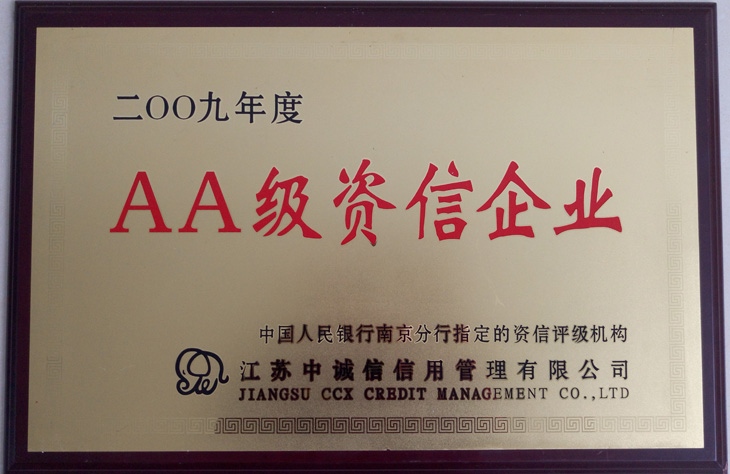 二OO九年度
AA级资信企业
中国人民银行南京分行指定的资信评级机构
江苏中诚信信用管理有限公司
JIANGSU CCX CREDIT MANAGEMENT CO.,LTD